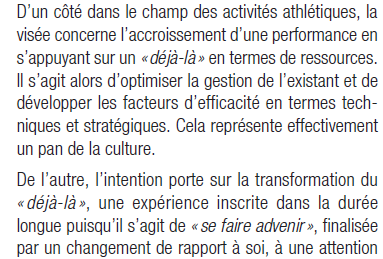 D’un côté dans le champ des activités athlétiques, la
visée concerne l’accroissement d’une performance en
s’appuyant sur un « déjà-là » en termes de ressources.
Il s’agit alors d’optimiser la gestion de l’existant et de
développer les facteurs d’efficacité en termes tech-
niques et stratégiques. Cela représente effectivement
un pan de la culture.
De l’autre, l’intention porte sur la transformation du
« déjà-là », une expérience inscrite dans la durée
longue puisqu’il s’agit de « se faire advenir », finalisée
par un changement de rapport à soi, à une attention